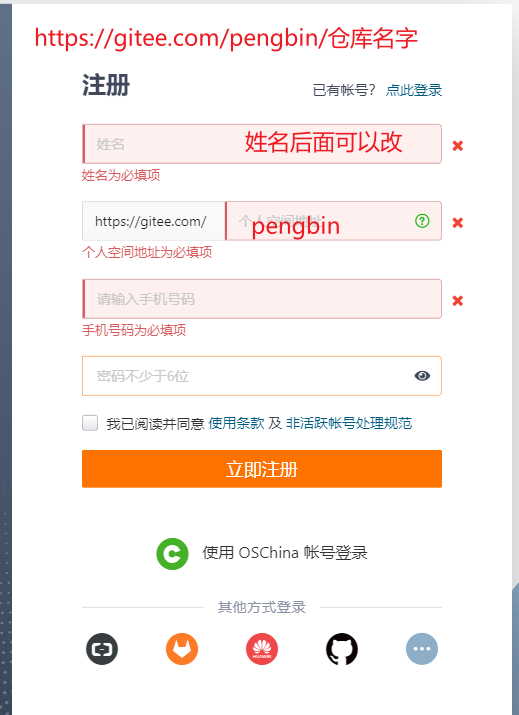 https://gitee.com/pengbin/仓库名字
注册
已有帐号? 点此登录
姓名 姓名后面可以改
姓名为必填项
https://gitee.com/ 个人空间地址 pengbin
个人空间地址为必填项
请输入手机号码
手机号码为必填项
密码不少于6位
我已阅读并同意 使用条款 及 非活跃帐号处理规范
立即注册
使用 OSChina 帐号登录
其他方式登录
HUAWEI